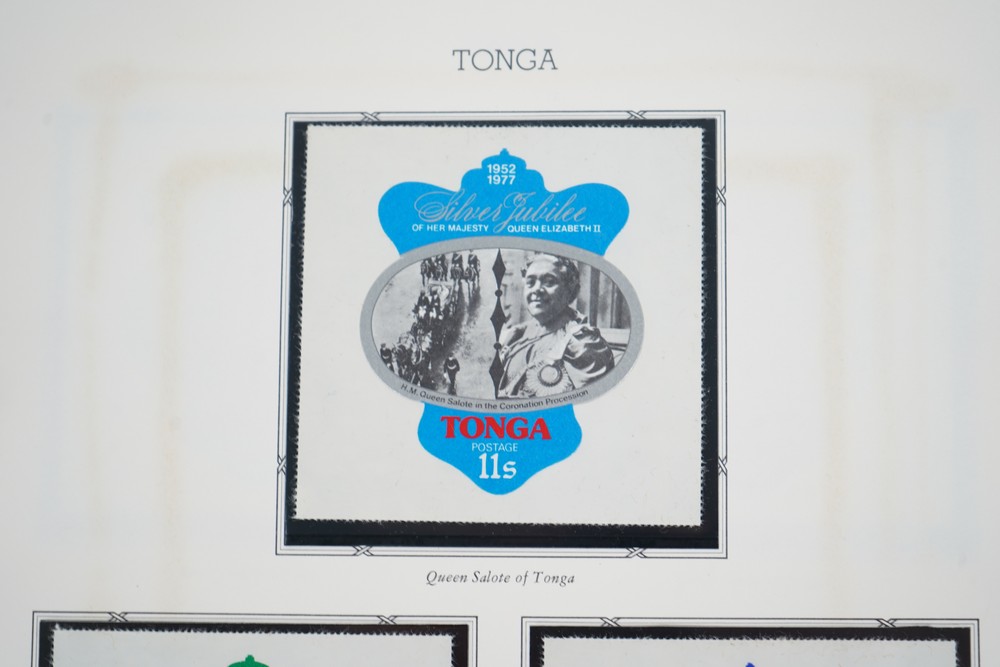 TONGA
1952
1977
Silver Jubilee
OF HER MAJESTY QUEEN ELIZABETH II
H.M. Queen Salote in the Coronation Procession
TONGA
POSTAGE
11s
Queen Salote of Tonga